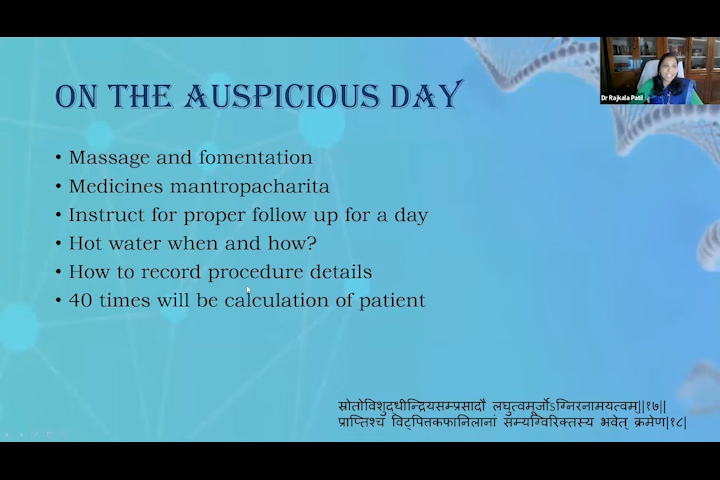 On the Auspicious Day
Dr Rajkala Patil
• Massage and fomentation
• Medicines mantropacharita
• Instruct for proper follow up for a day
• Hot water when and how?
• How to record procedure details
• 40 times will be calculation of patient
स्रोतोविशुद्धीन्द्रियसम्प्रसादौ लघुत्वमूर्जोऽग्निरनामयत्वम्||१७||
प्राप्तिश्च विट्पित्तकफानिलानां सम्यग्विरिक्तस्य भवेत् क्रमेण|१८|